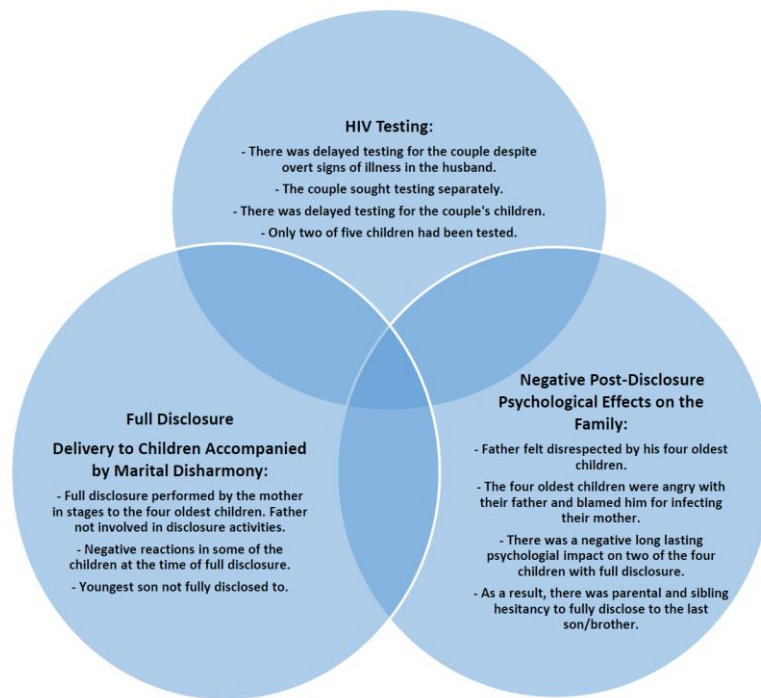 HIV Testing:
- There was delayed testing for the couple despite
overt signs of illness in the husband.
- The couple sought testing separately.
- There was delayed testing for the couple's children.
- Only two of five children had been tested.
Full Disclosure
Delivery to Children Accompanied
by Marital Disharmony:
- Full disclosure performed by the mother
in stages to the four oldest children. Father
not involved in disclosure activities.
- Negative reactions in some of the
children at the time of full disclosure.
- Youngest son not fully disclosed to.
Negative Post-Disclosure
Psychological Effects on the
Family:
- Father felt disrespected by his four oldest
children.
- The four oldest children were angry with
their father and blamed him for infecting
their mother.
- There was a negative long lasting
psychologial impact on two of the four
children with full disclosure.
- As a result, there was parental and sibling
hesitancy to fully disclose to the last
son/brother.